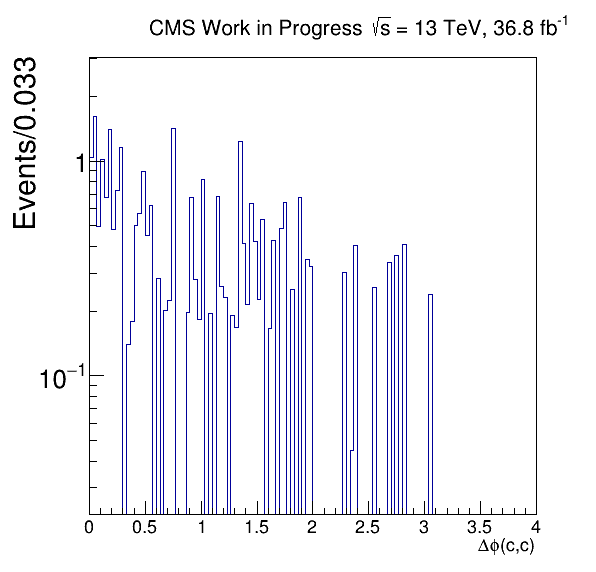 CMS Work in Progress √s = 13 TeV, 36.8 fb⁻¹
Events/0.033
1
10⁻¹
0 0.5 1 1.5 2 2.5 3 3.5 4
Δϕ(c,c)